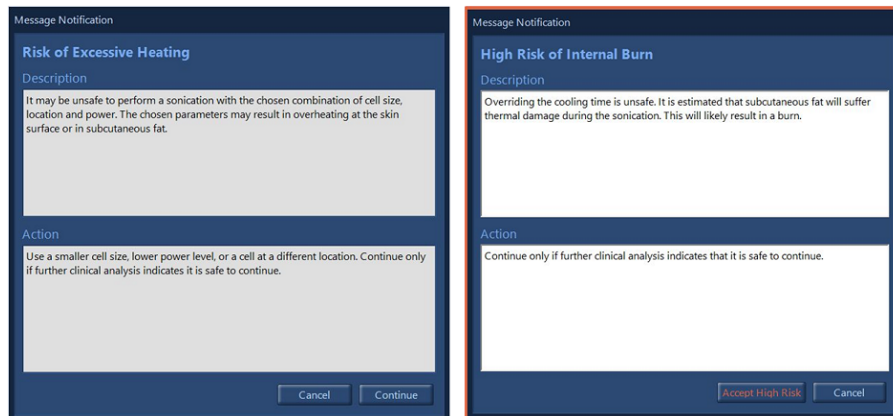 Message Notification
Risk of Excessive Heating
Description
It may be unsafe to perform a sonication with the chosen combination of cell size,
location and power. The chosen parameters may result in overheating at the skin
surface or in subcutaneous fat.
Action
Use a smaller cell size, lower power level, or a cell at a different location. Continue only
if further clinical analysis indicates it is safe to continue.
Cancel Continue
Message Notification
High Risk of Internal Burn
Description
Overriding the cooling time is unsafe. It is estimated that subcutaneous fat will suffer
thermal damage during the sonication. This will likely result in a burn.
Action
Continue only if further clinical analysis indicates that it is safe to continue.
Accept High Risk Cancel